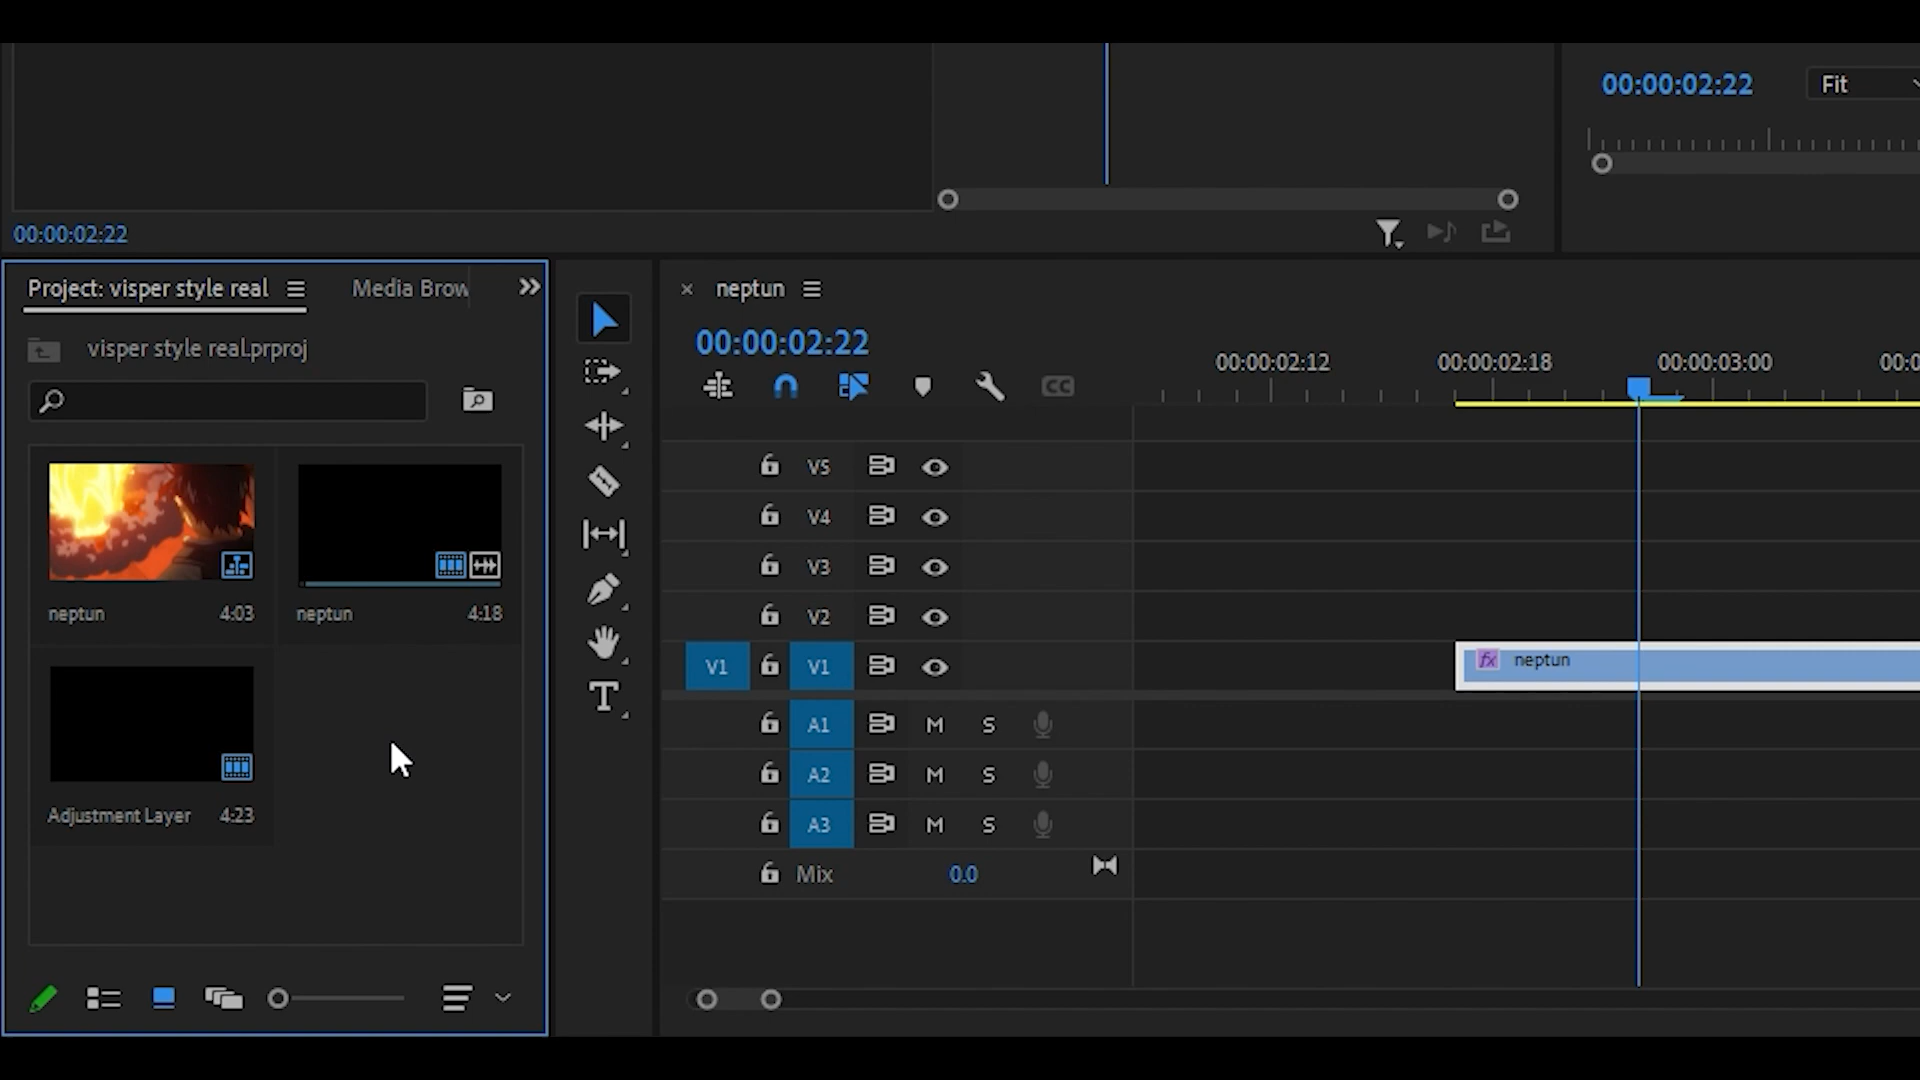 00:00:02:22
Fit
00:00:02:22
Project: visper style real
Media Brow
visper style real.prproj
neptun 4:03
neptun 4:18
Adjustment Layer 4:23
neptun
00:00:02:22
00:00:02:12
00:00:02:18
00:00:03:00
00:0
CC
V5
V4
V3
V2
V1 V1
fx neptun
A1 M S
A2 M S
A3 M S
Mix 0.0
T